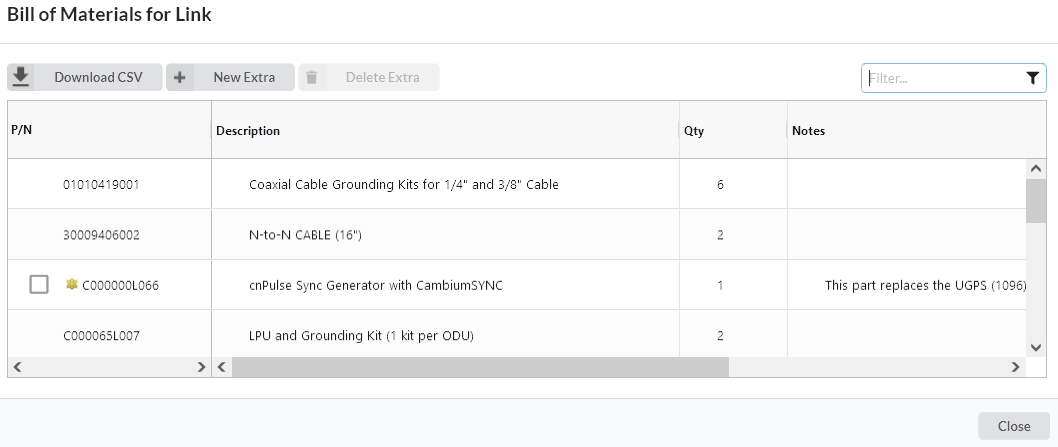 Bill of Materials for Link
Download CSV New Extra Delete Extra Filter...
P/N Description Qty Notes
01010419001 Coaxial Cable Grounding Kits for 1/4" and 3/8" Cable 6
30009406002 N-to-N CABLE (16") 2
C000000L066 cnPulse Sync Generator with CambiumSYNC 1 This part replaces the UGPS (1096)
C000065L007 LPU and Grounding Kit (1 kit per ODU) 2
Close